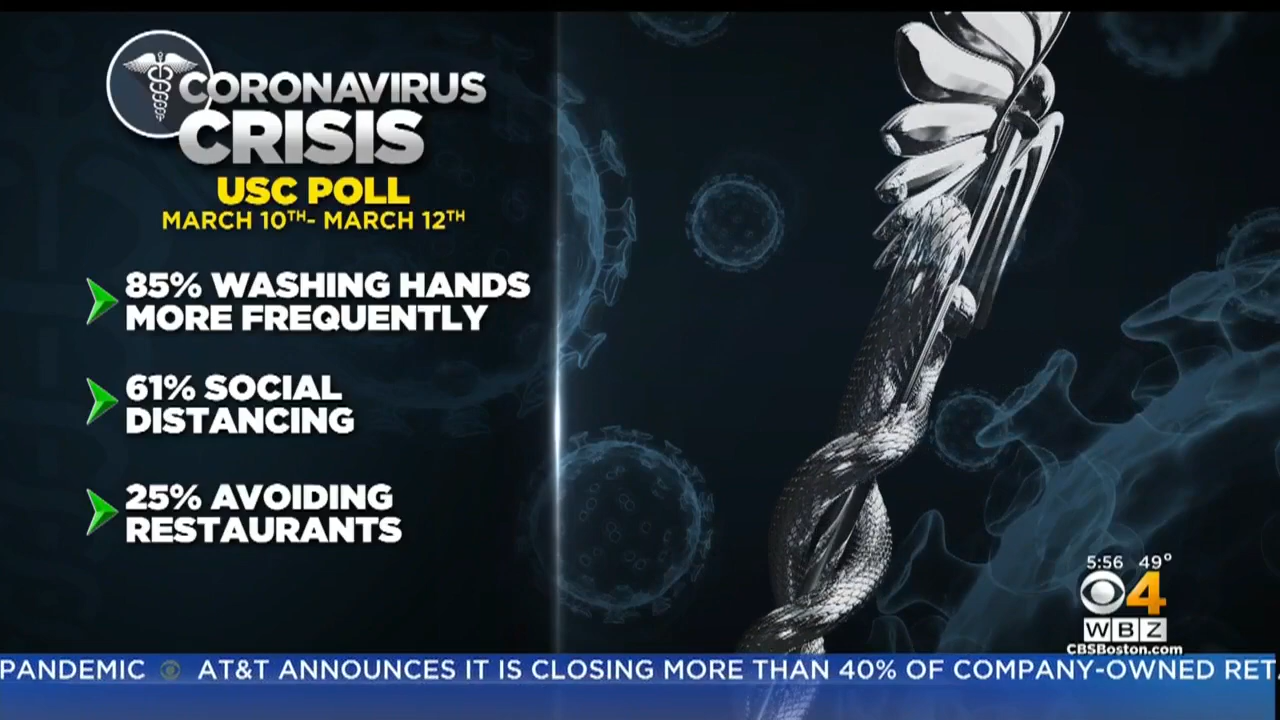 CORONAVIRUS
CRISIS
USC POLL
MARCH 10TH- MARCH 12TH
85% WASHING HANDS
MORE FREQUENTLY
61% SOCIAL
DISTANCING
25% AVOIDING
RESTAURANTS
5:56 49°
4
WBZ
CBSBoston.com
PANDEMIC AT&T ANNOUNCES IT IS CLOSING MORE THAN 40% OF COMPANY-OWNED RET